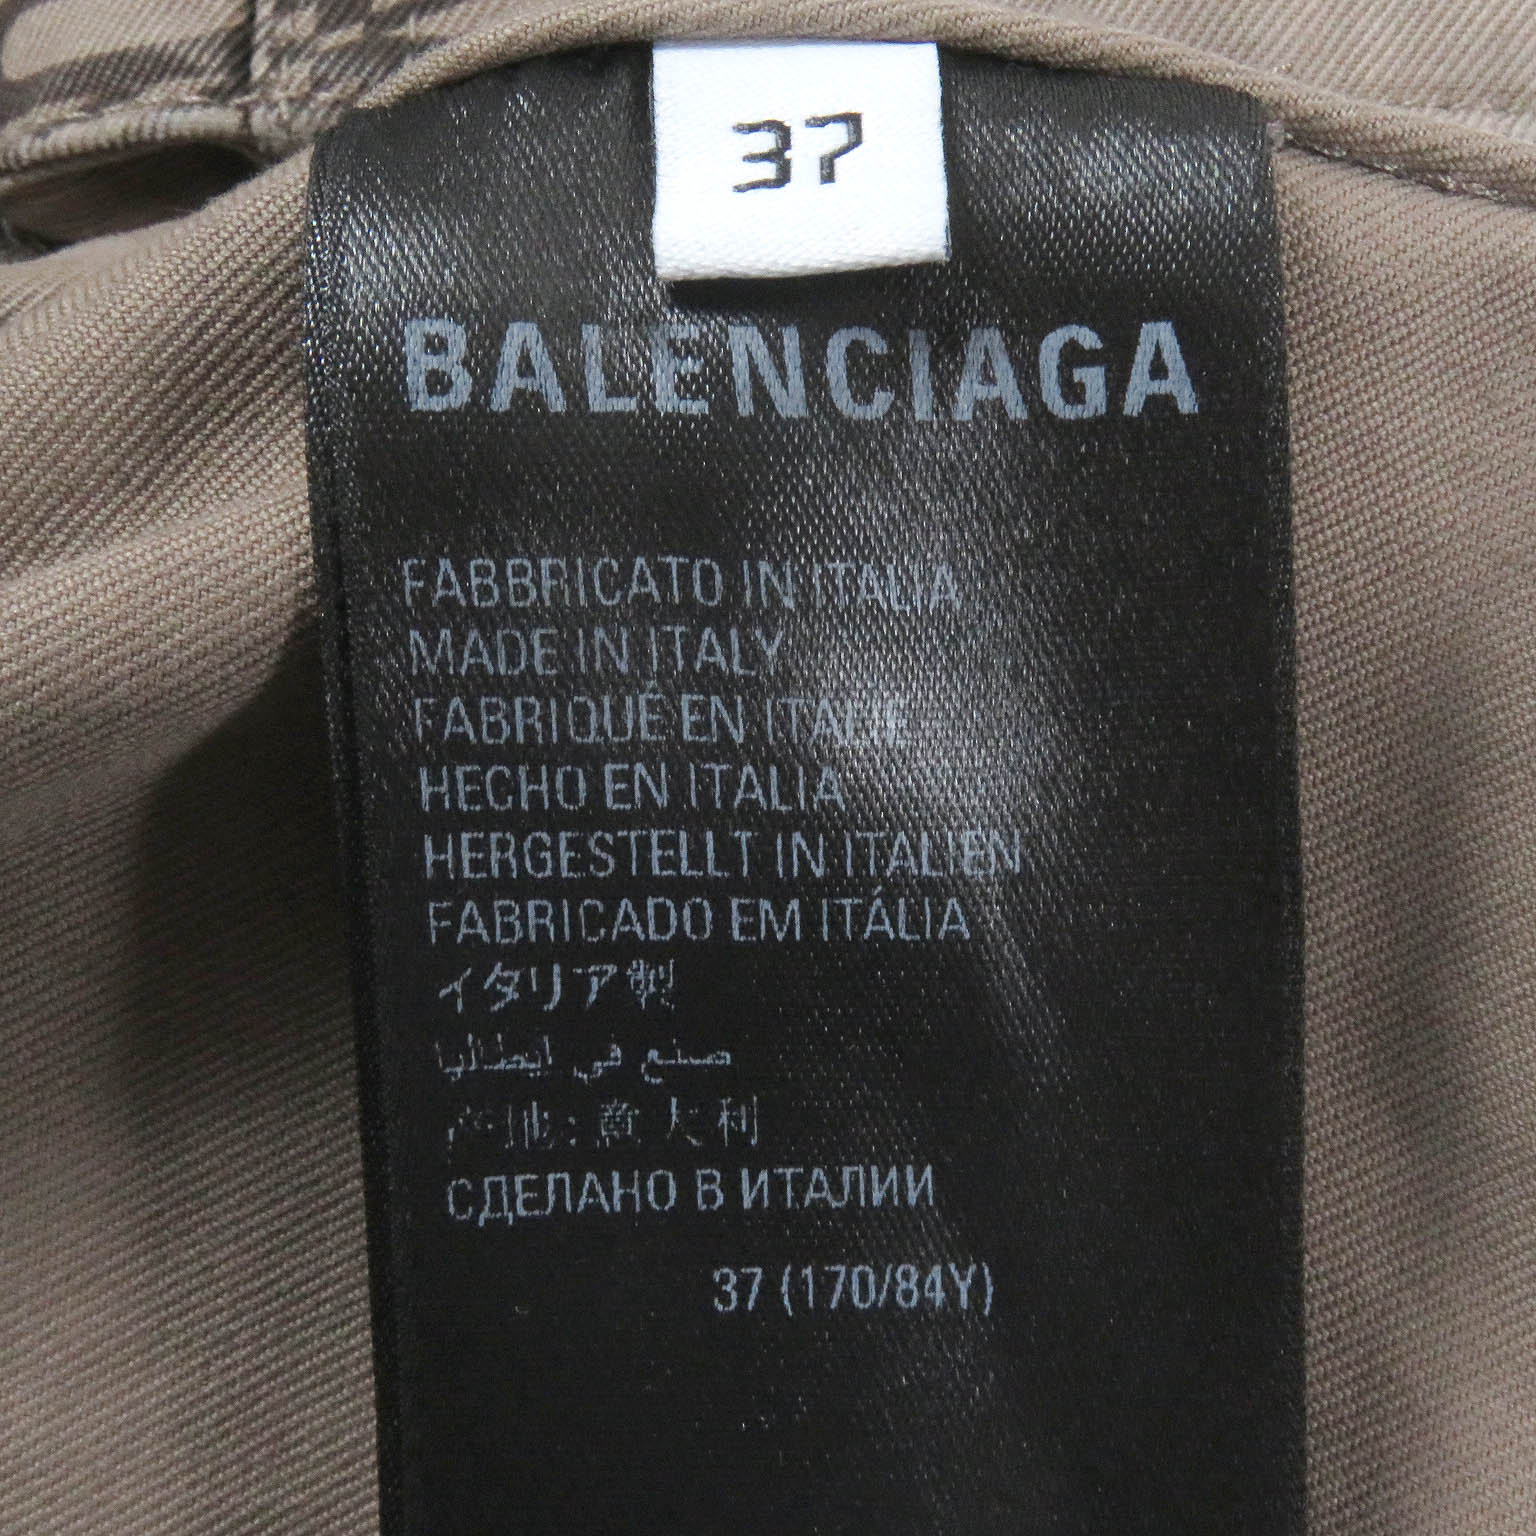 37
BALENCIAGA
FABBRICATO IN ITALIA
MADE IN ITALY
FABRIQUÉ EN ITALIE
HECHO EN ITALIA
HERGESTELLT IN ITALIEN
FABRICADO EM ITÁLIA
イタリア製
صنع في ايطاليا
产地:意大利
СДЕЛАНО В ИТАЛИИ
37 (170/84Y)